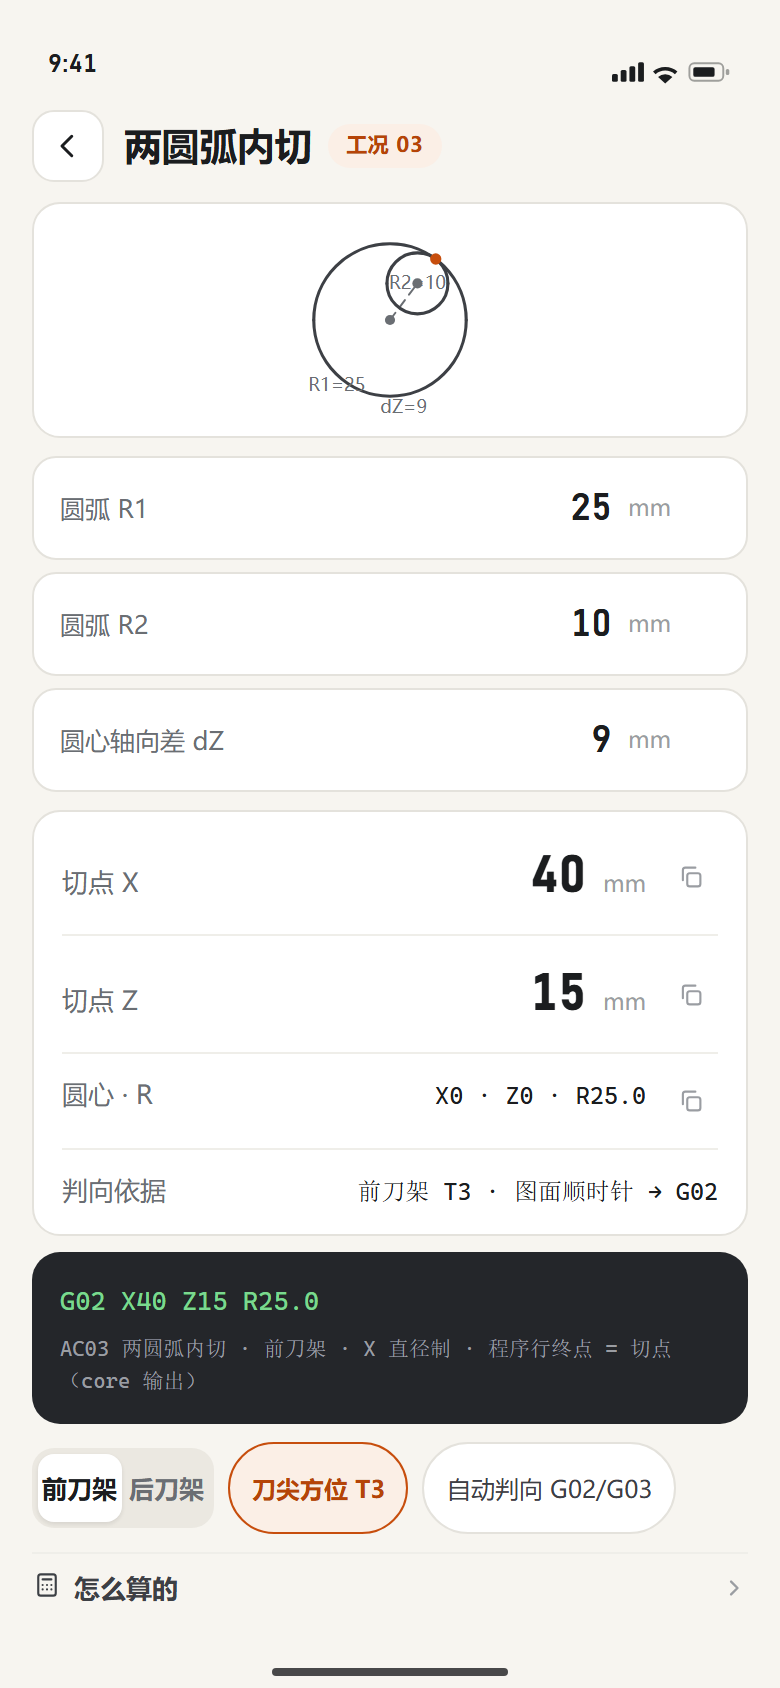 9:41
两圆弧内切
工况 03
R2=10
R1=25
dZ=9
圆弧 R1
25 mm
圆弧 R2
10 mm
圆心轴向差 dZ
9 mm
切点 X
40 mm
切点 Z
15 mm
圆心 · R
X0 · Z0 · R25.0
判向依据
前刀架 T3 · 图面顺时针 → G02
G02 X40 Z15 R25.0
AC03 两圆弧内切 · 前刀架 · X 直径制 · 程序行终点 = 切点
（core 输出）
前刀架 后刀架
刀尖方位 T3
自动判向 G02/G03
怎么算的